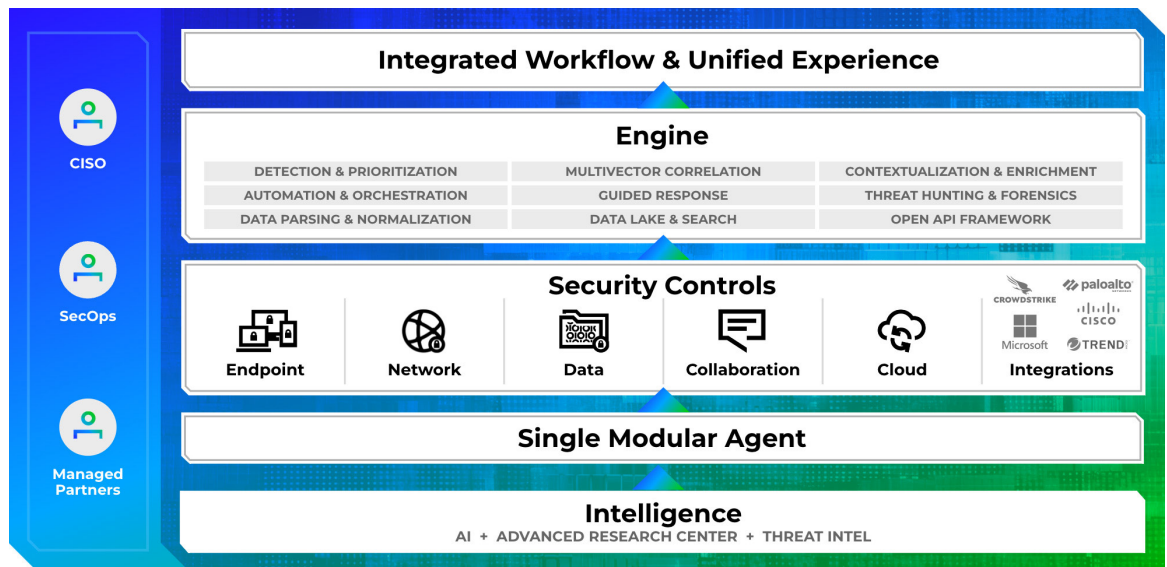 CISO
SecOps
Managed
Partners
Integrated Workflow & Unified Experience
Engine
DETECTION & PRIORITIZATION
MULTIVECTOR CORRELATION
CONTEXTUALIZATION & ENRICHMENT
AUTOMATION & ORCHESTRATION
GUIDED RESPONSE
THREAT HUNTING & FORENSICS
DATA PARSING & NORMALIZATION
DATA LAKE & SEARCH
OPEN API FRAMEWORK
Security Controls
Endpoint
Network
Data
Collaboration
Cloud
CROWDSTRIKE
paloalto
CISCO
Microsoft
TREND
Integrations
Single Modular Agent
Intelligence
AI + ADVANCED RESEARCH CENTER + THREAT INTEL